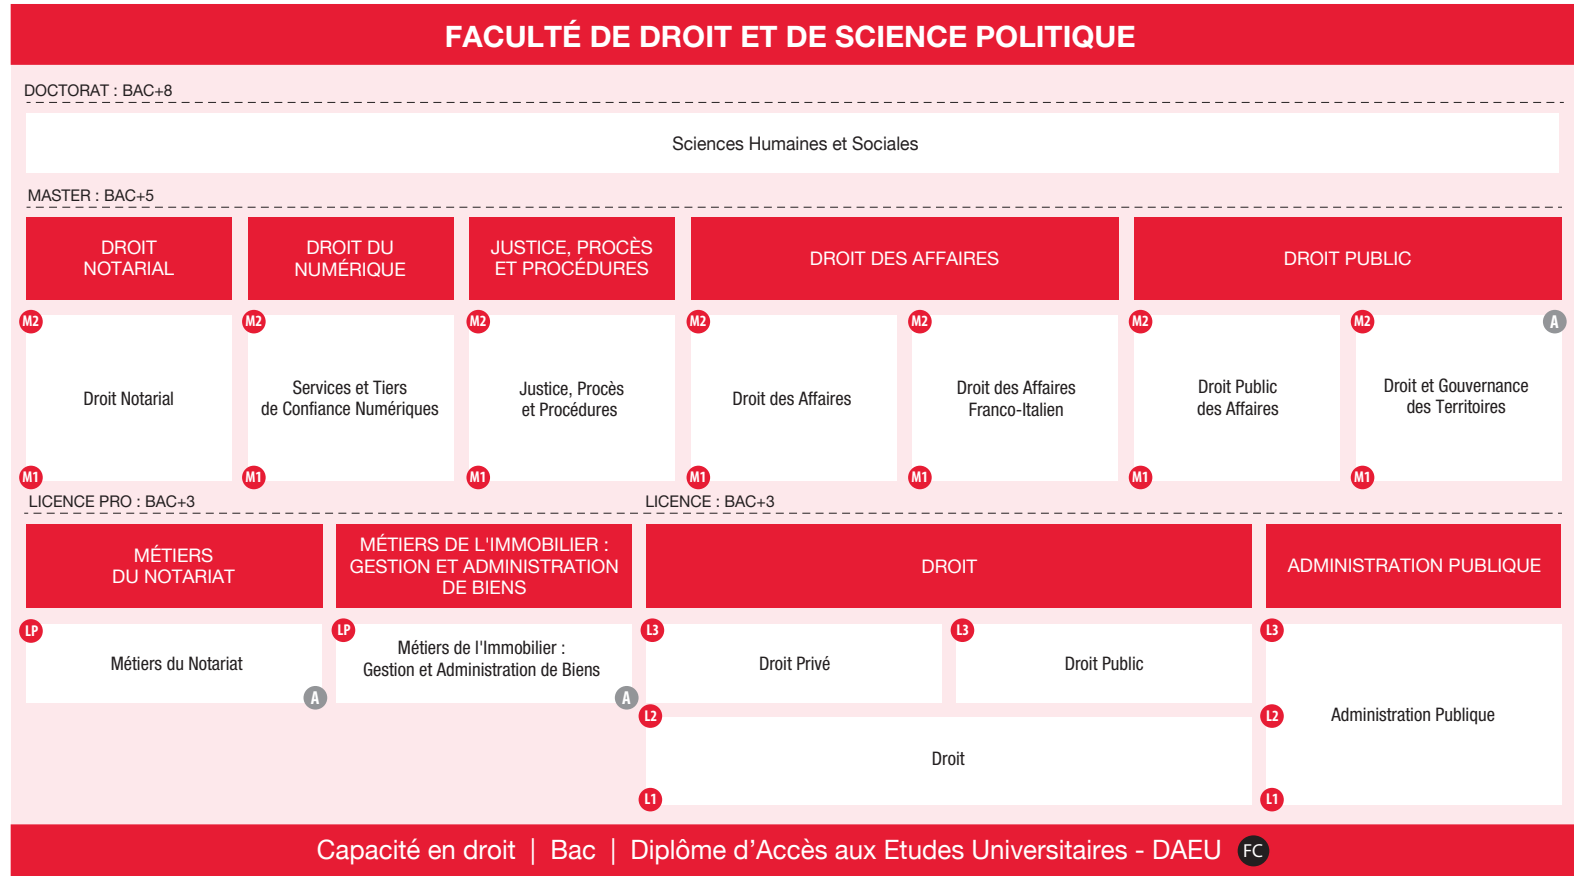 FACULTÉ DE DROIT ET DE SCIENCE POLITIQUE
DOCTORAT : BAC+8
Sciences Humaines et Sociales
MASTER : BAC+5
DROIT
NOTARIAL
DROIT DU
NUMÉRIQUE
JUSTICE, PROCÈS
ET PROCÉDURES
DROIT DES AFFAIRES
DROIT PUBLIC
M2
Droit Notarial
M1
M2
Services et Tiers
de Confiance Numériques
M1
M2
Justice, Procès
et Procédures
M1
M2
Droit des Affaires
M1
M2
Droit des Affaires
Franco-Italien
M1
M2
Droit Public
des Affaires
M1
M2
A
Droit et Gouvernance
des Territoires
M1
LICENCE PRO : BAC+3
LICENCE : BAC+3
MÉTIERS
DU NOTARIAT
MÉTIERS DE L'IMMOBILIER :
GESTION ET ADMINISTRATION
DE BIENS
DROIT
ADMINISTRATION PUBLIQUE
LP
Métiers du Notariat
A
LP
Métiers de l'Immobilier :
Gestion et Administration de Biens
A
L3
Droit Privé
L3
Droit Public
L2
Droit
L1
L3
L2
Administration Publique
L1
Capacité en droit | Bac | Diplôme d'Accès aux Etudes Universitaires - DAEU FC